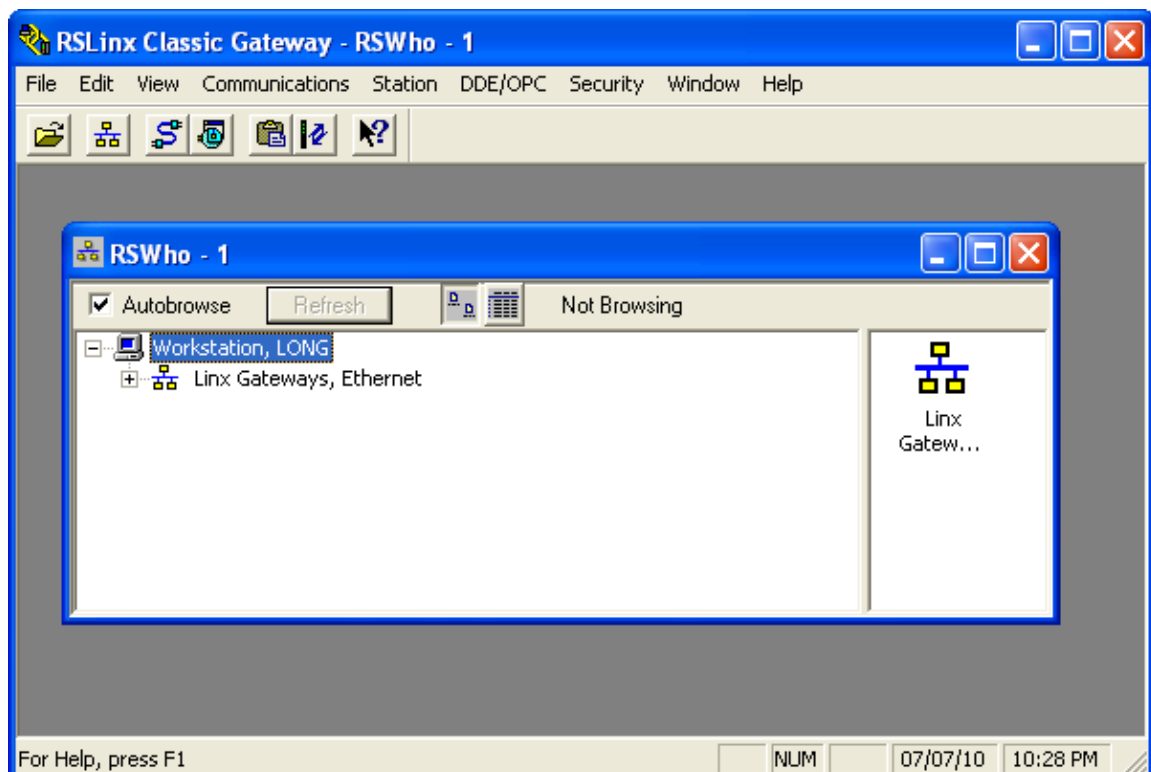 RSLinx Classic Gateway - RSWho - 1
File Edit View Communications Station DDE/OPC Security Window Help
RSWho - 1
Autobrowse Refresh Not Browsing
Workstation, LONG
Linx Gateways, Ethernet
Linx
Gatew...
For Help, press F1 NUM 07/07/10 10:28 PM